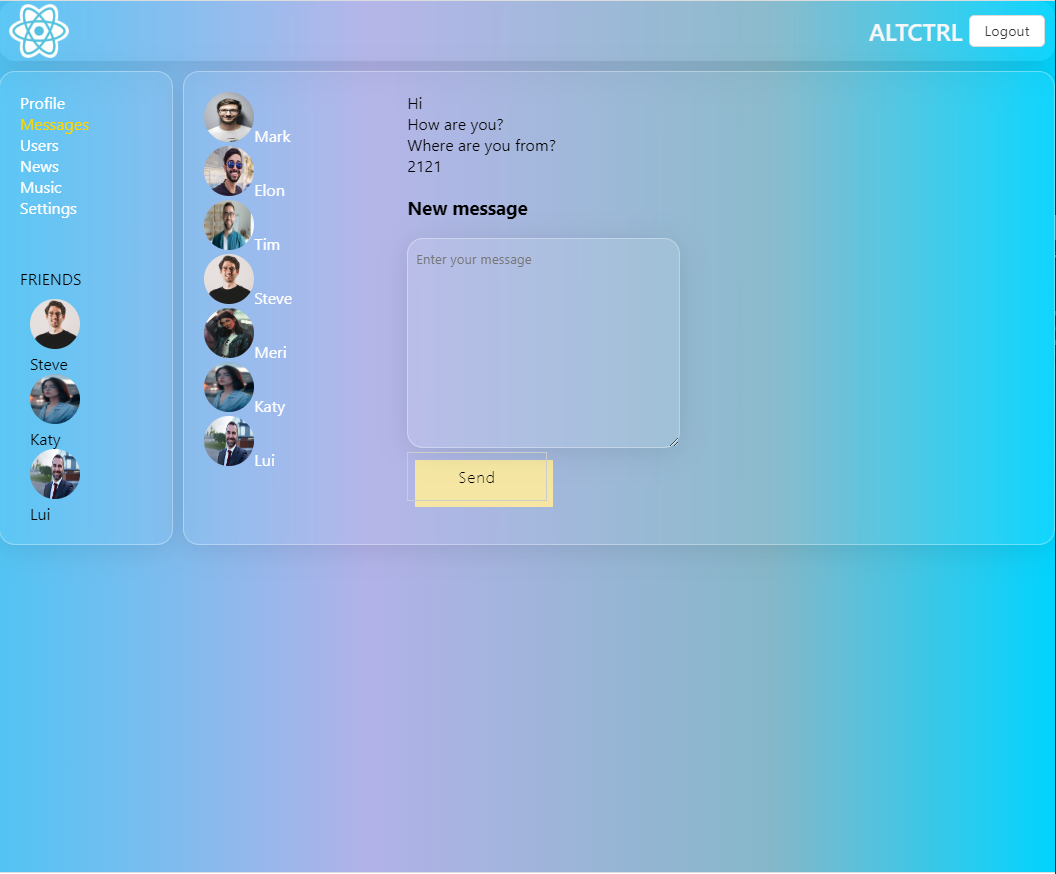 ALTCTRL Logout
Profile
Messages
Users
News
Music
Settings
FRIENDS
Steve
Katy
Lui
Mark
Elon
Tim
Steve
Meri
Katy
Lui
Hi
How are you?
Where are you from?
2121
New message
Enter your message
Send